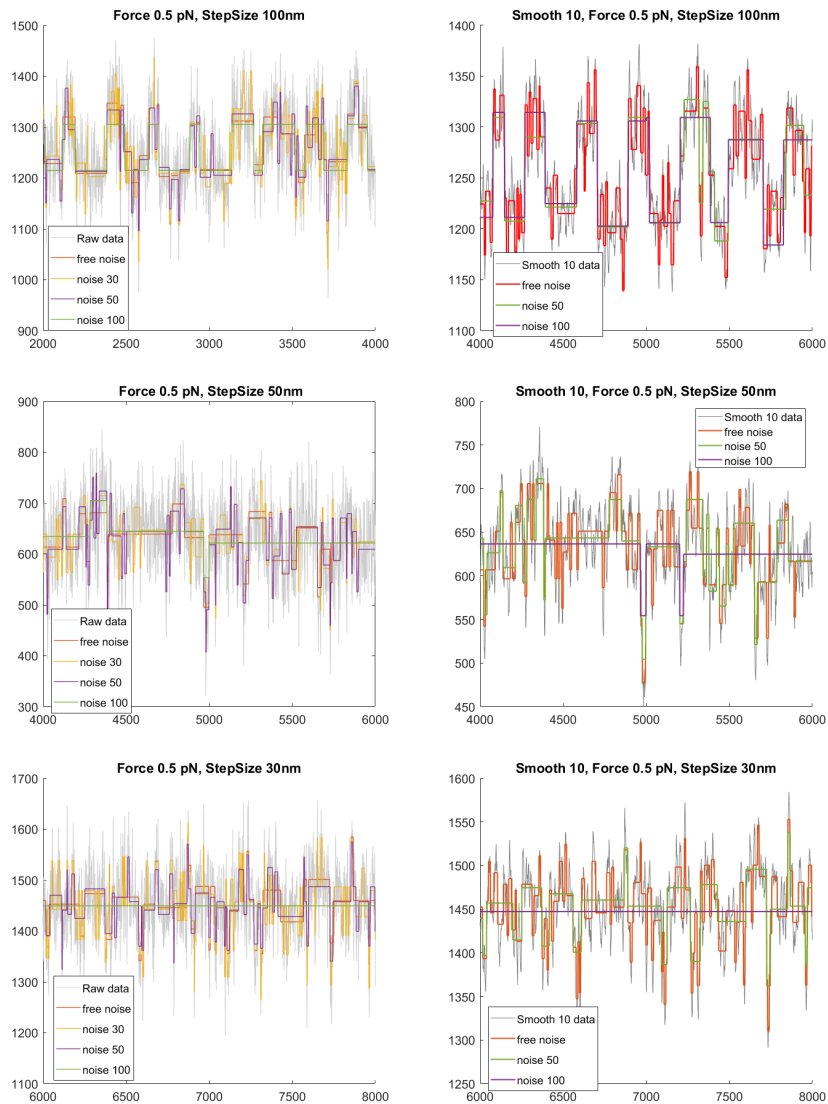 Force 0.5 pN, StepSize 100nm
1500
1400
1300
1200
1100
1000
900
2000
2500
3000
3500
4000
Raw data
free noise
noise 30
noise 50
noise 100
Smooth 10, Force 0.5 pN, StepSize 100nm
1400
1350
1300
1250
1200
1150
1100
4000
4500
5000
5500
6000
Smooth 10 data
free noise
noise 50
noise 100
Force 0.5 pN, StepSize 50nm
900
800
700
600
500
400
300
4000
4500
5000
5500
6000
Raw data
free noise
noise 30
noise 50
noise 100
Smooth 10, Force 0.5 pN, StepSize 50nm
800
750
700
650
600
550
500
450
4000
4500
5000
5500
6000
Smooth 10 data
free noise
noise 50
noise 100
Force 0.5 pN, StepSize 30nm
1700
1600
1500
1400
1300
1200
1100
6000
6500
7000
7500
8000
Raw data
free noise
noise 30
noise 50
noise 100
Smooth 10, Force 0.5 pN, StepSize 30nm
1600
1550
1500
1450
1400
1350
1300
1250
6000
6500
7000
7500
8000
Smooth 10 data
free noise
noise 50
noise 100